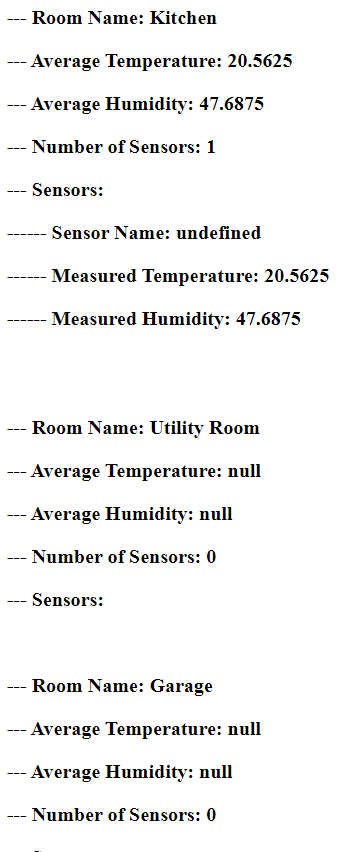 --- Room Name: Kitchen
--- Average Temperature: 20.5625
--- Average Humidity: 47.6875
--- Number of Sensors: 1
--- Sensors:
------ Sensor Name: undefined
------ Measured Temperature: 20.5625
------ Measured Humidity: 47.6875
--- Room Name: Utility Room
--- Average Temperature: null
--- Average Humidity: null
--- Number of Sensors: 0
--- Sensors:
--- Room Name: Garage
--- Average Temperature: null
--- Average Humidity: null
--- Number of Sensors: 0